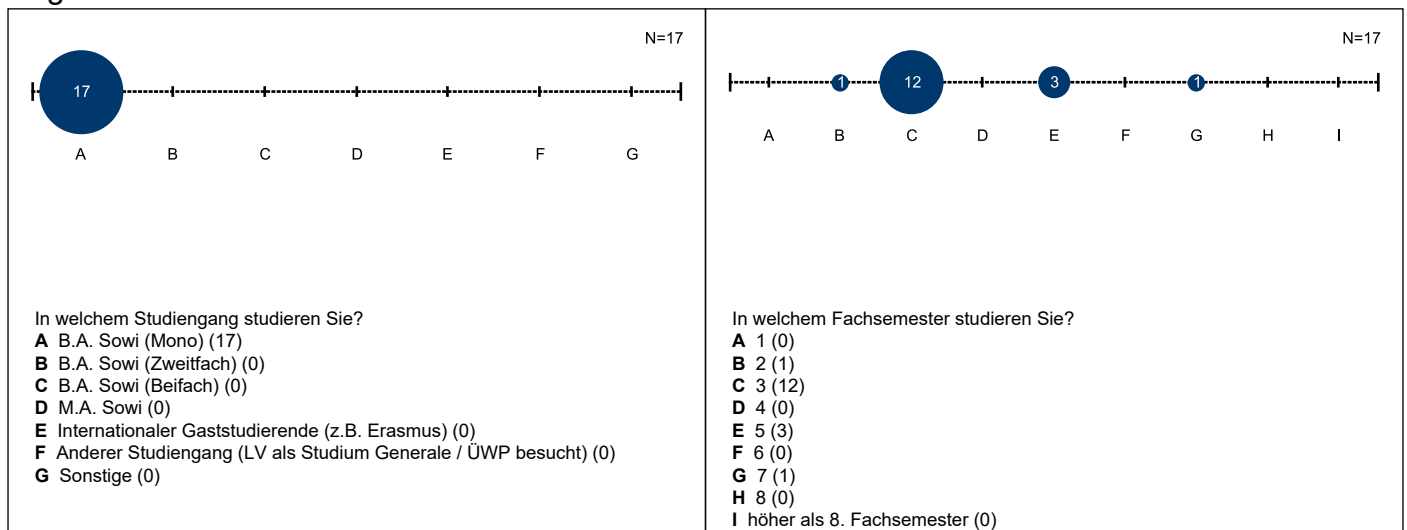 N=17
17
A B C D E F G
In welchem Studiengang studieren Sie?
A B.A. Sowi (Mono) (17)
B B.A. Sowi (Zweitfach) (0)
C B.A. Sowi (Beifach) (0)
D M.A. Sowi (0)
E Internationaler Gaststudierende (z.B. Erasmus) (0)
F Anderer Studiengang (LV als Studium Generale / ÜWP besucht) (0)
G Sonstige (0)
N=17
1 12 3 1
A B C D E F G H I
In welchem Fachsemester studieren Sie?
A 1 (0)
B 2 (1)
C 3 (12)
D 4 (0)
E 5 (3)
F 6 (0)
G 7 (1)
H 8 (0)
I höher als 8. Fachsemester (0)